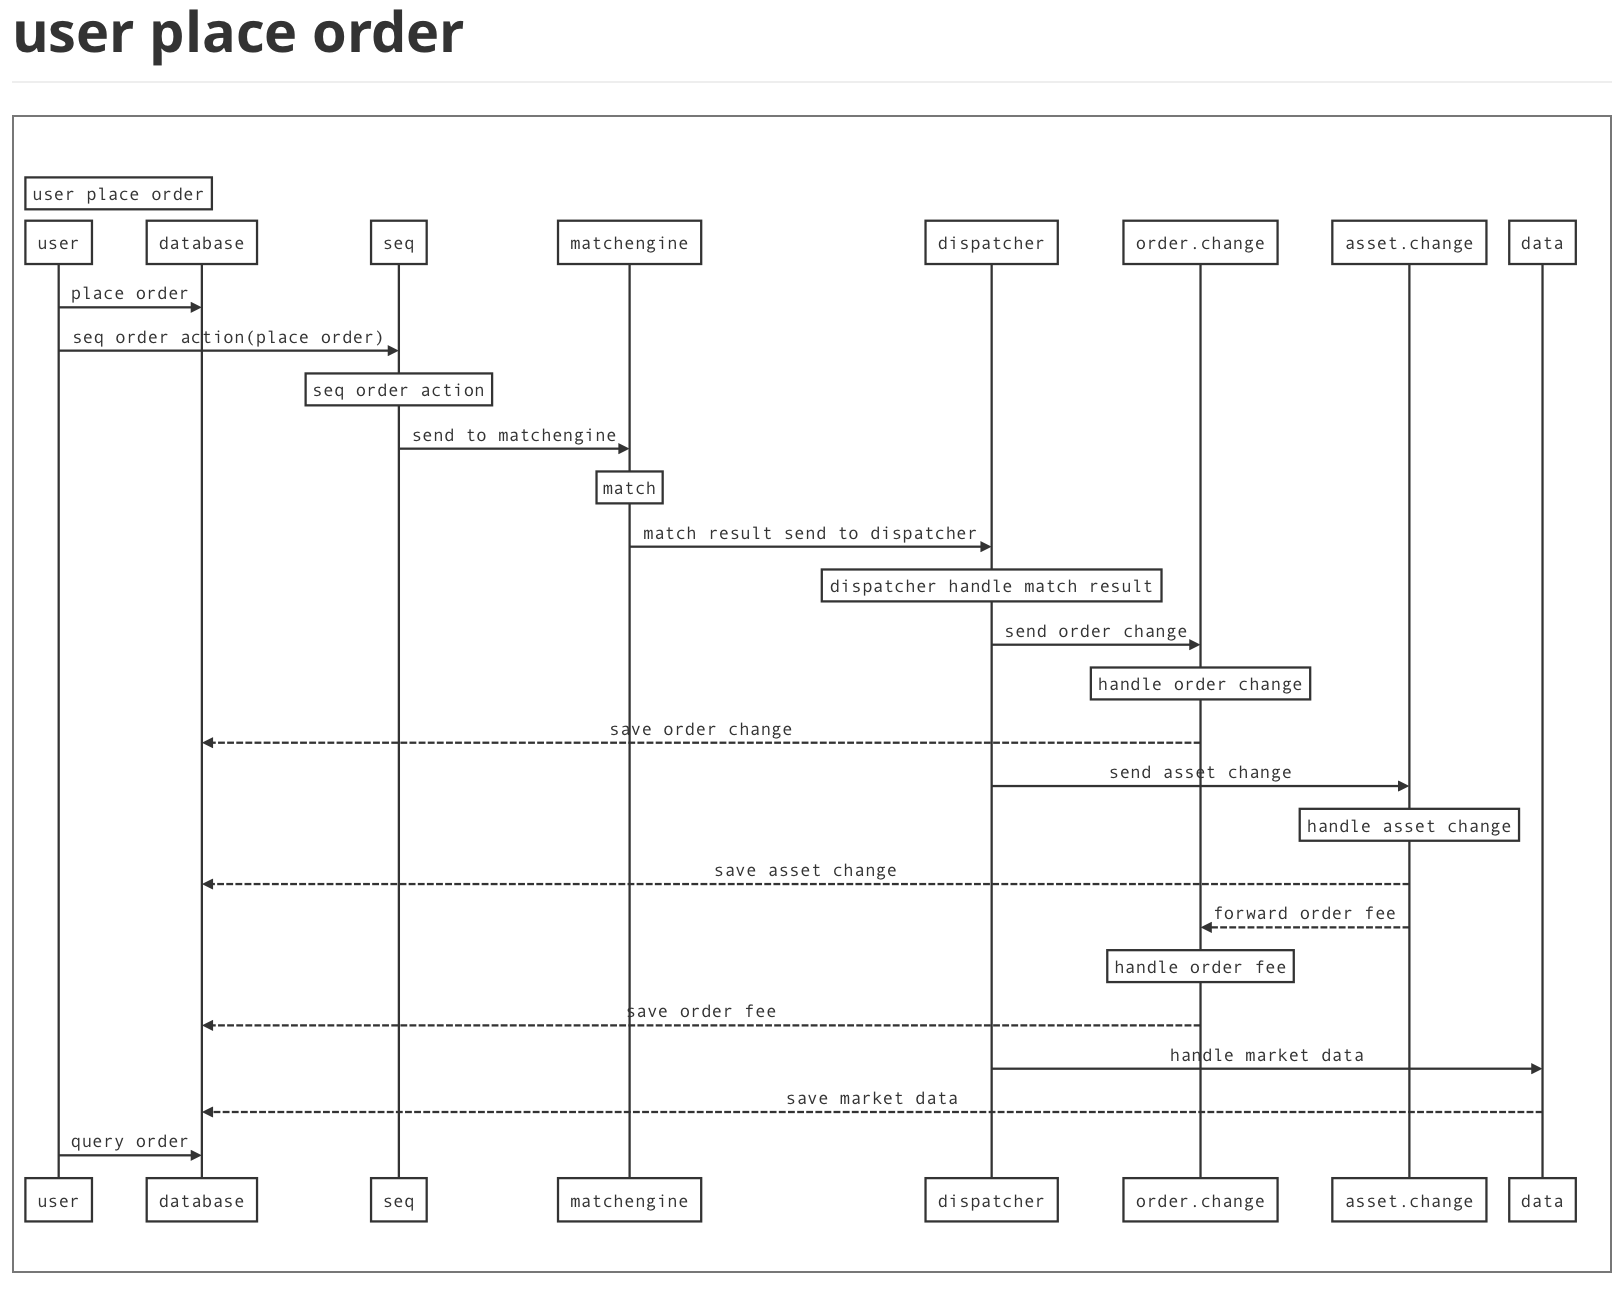 user place order
user place order
user database seq matchengine dispatcher order.change asset.change data
place order
seq order action(place order)
seq order action
send to matchengine
match
match result send to dispatcher
dispatcher handle match result
send order change
handle order change
save order change
send asset change
handle asset change
save asset change
forward order fee
handle order fee
save order fee
handle market data
save market data
query order
user database seq matchengine dispatcher order.change asset.change data